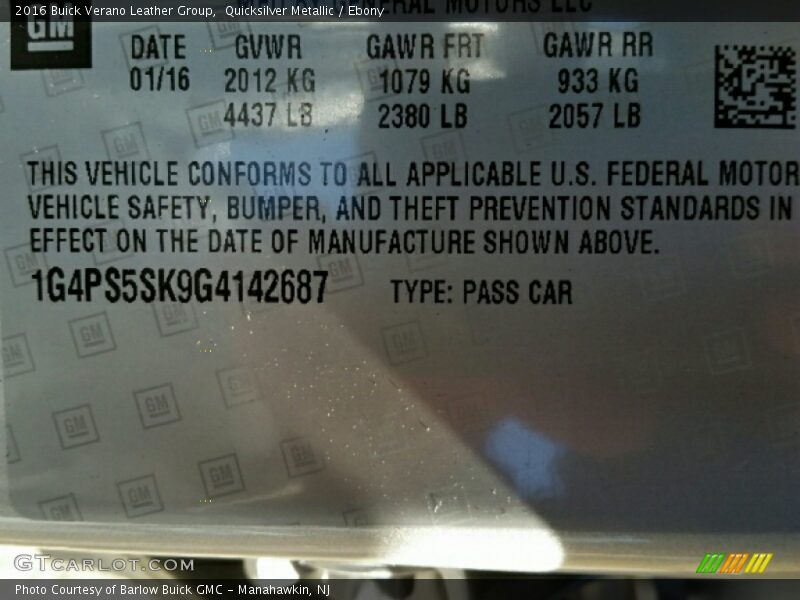 2016 Buick Verano Leather Group, Quicksilver Metallic / Ebony
GENERAL MOTORS LLC
GM
DATE GVWR GAWR FRT GAWR RR
01/16 2012 KG 1079 KG 933 KG
4437 LB 2380 LB 2057 LB
THIS VEHICLE CONFORMS TO ALL APPLICABLE U.S. FEDERAL MOTOR
VEHICLE SAFETY, BUMPER, AND THEFT PREVENTION STANDARDS IN
EFFECT ON THE DATE OF MANUFACTURE SHOWN ABOVE.
1G4PS5SK9G4142687 TYPE: PASS CAR
GTCARLOT.COM
Photo Courtesy of Barlow Buick GMC - Manahawkin, NJ